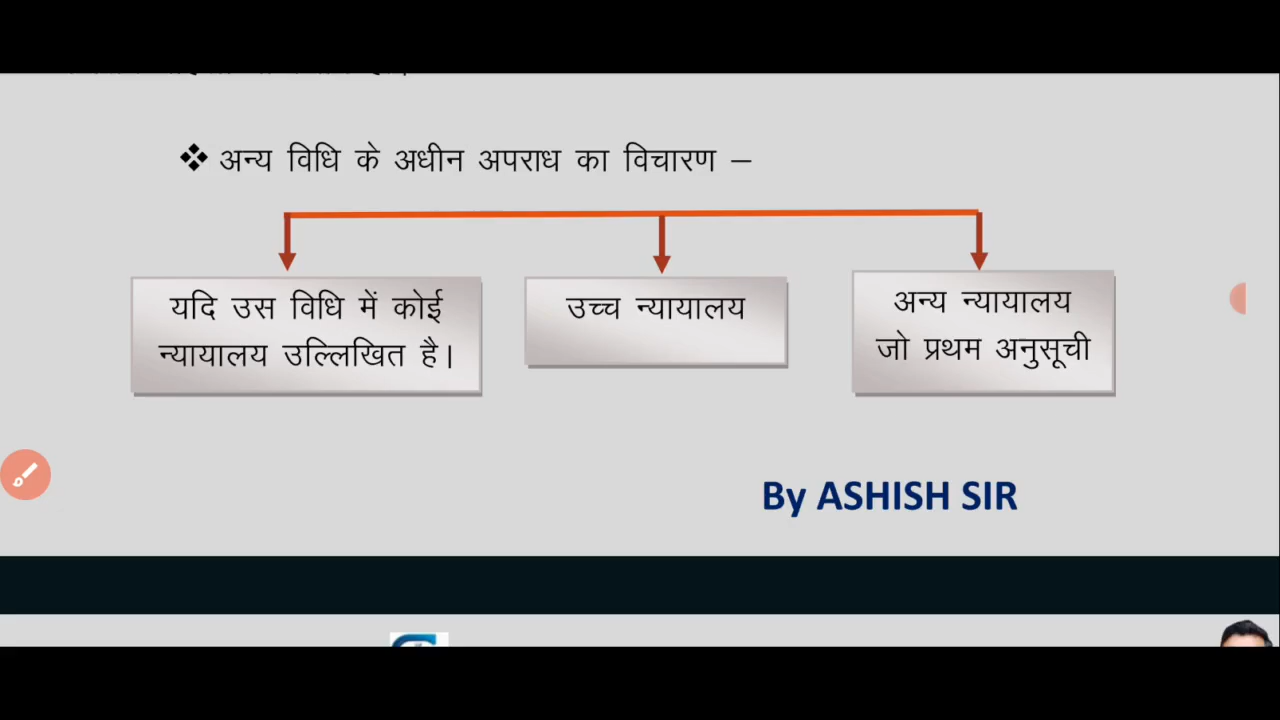 ❖ अन्य विधि के अधीन अपराध का विचारण –
यदि उस विधि में कोई
न्यायालय उल्लिखित है।
उच्च न्यायालय
अन्य न्यायालय
जो प्रथम अनुसूची
By ASHISH SIR